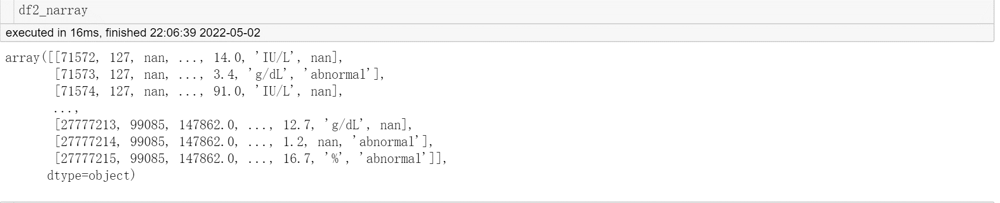 df2_narray
executed in 16ms, finished 22:06:39 2022-05-02
array([[71572, 127, nan, ..., 14.0, 'IU/L', nan],
[71573, 127, nan, ..., 3.4, 'g/dL', 'abnormal'],
[71574, 127, nan, ..., 91.0, 'IU/L', nan],
...,
[27777213, 99085, 147862.0, ..., 12.7, 'g/dL', nan],
[27777214, 99085, 147862.0, ..., 1.2, nan, 'abnormal'],
[27777215, 99085, 147862.0, ..., 16.7, '%', 'abnormal']],
dtype=object)